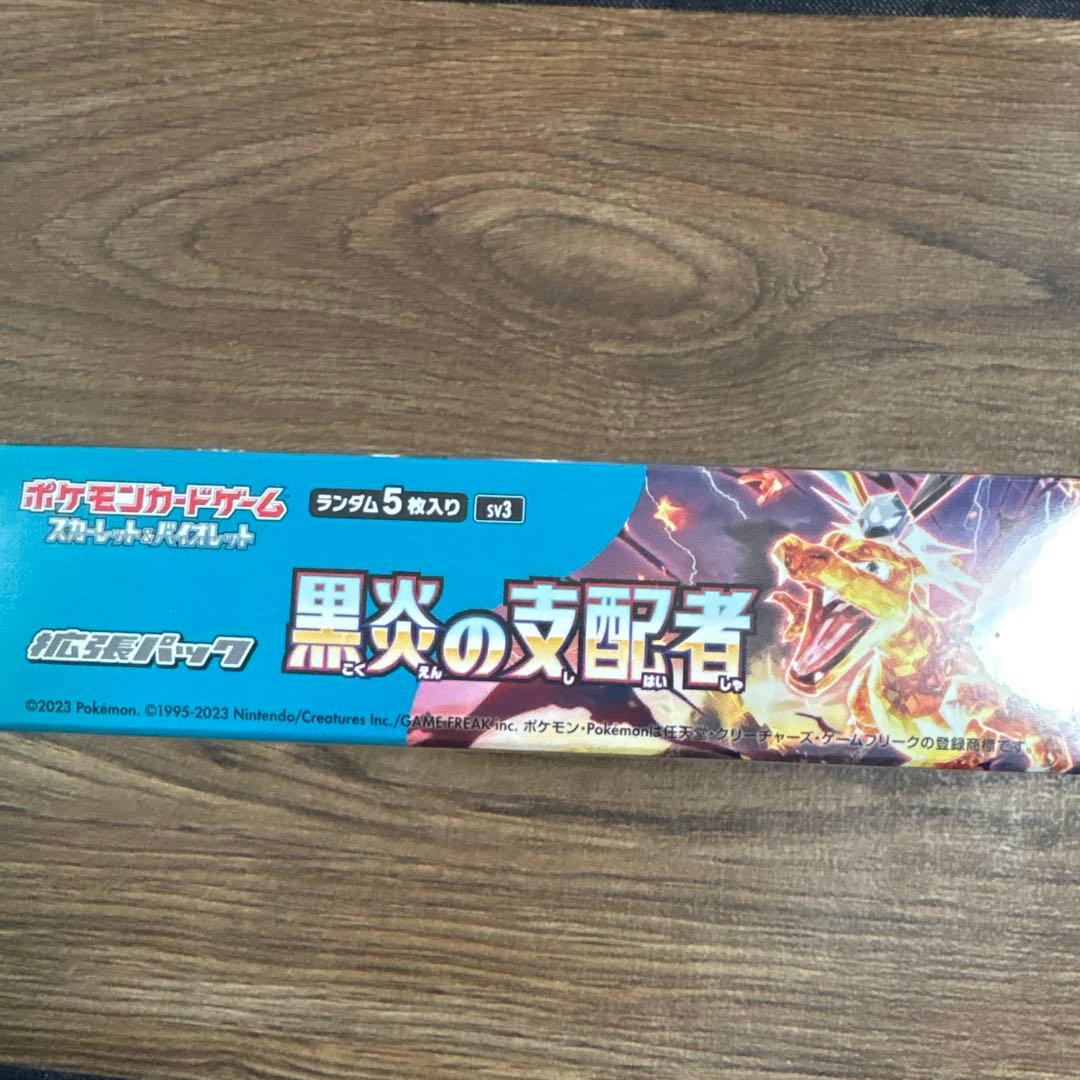 ポケモンカードゲーム
スカーレット&バイオレット
ランダム5枚入り
SV3
拡張パック
黒炎の支配者
こくえん しはいしゃ
©2023 Pokémon. ©1995-2023 Nintendo/Creatures Inc./GAME FREAK inc. ポケモン・Pokémonは任天堂・クリーチャーズ・ゲームフリークの登録商標です。